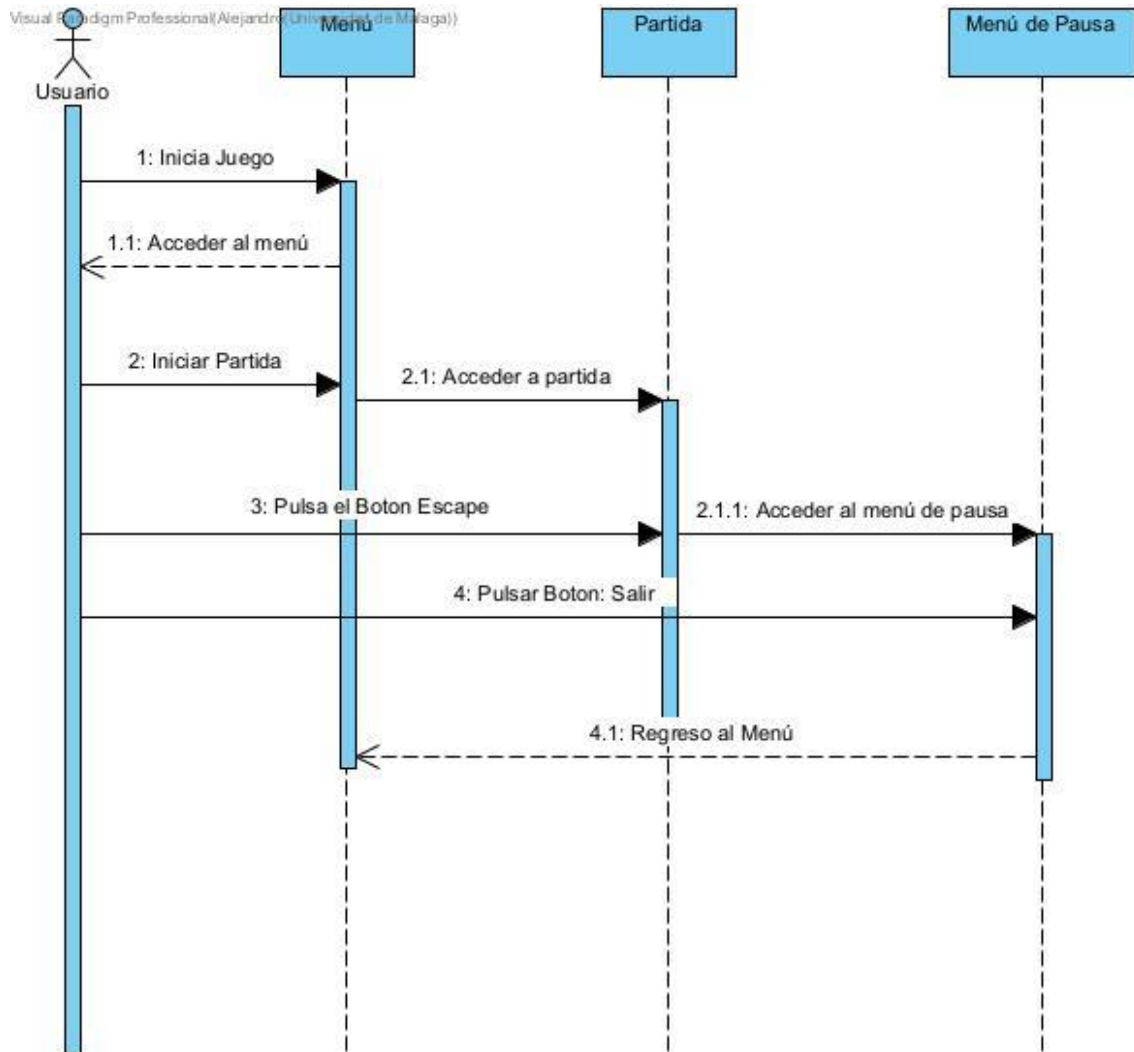 Visual Paradigm Professional(Alejandro(Universidad de Malaga))
Usuario
Menú
Partida
Menú de Pausa
1: Inicia Juego
1.1: Acceder al menú
2: Iniciar Partida
2.1: Acceder a partida
3: Pulsa el Boton Escape
2.1.1: Acceder al menú de pausa
4: Pulsar Boton: Salir
4.1: Regreso al Menú